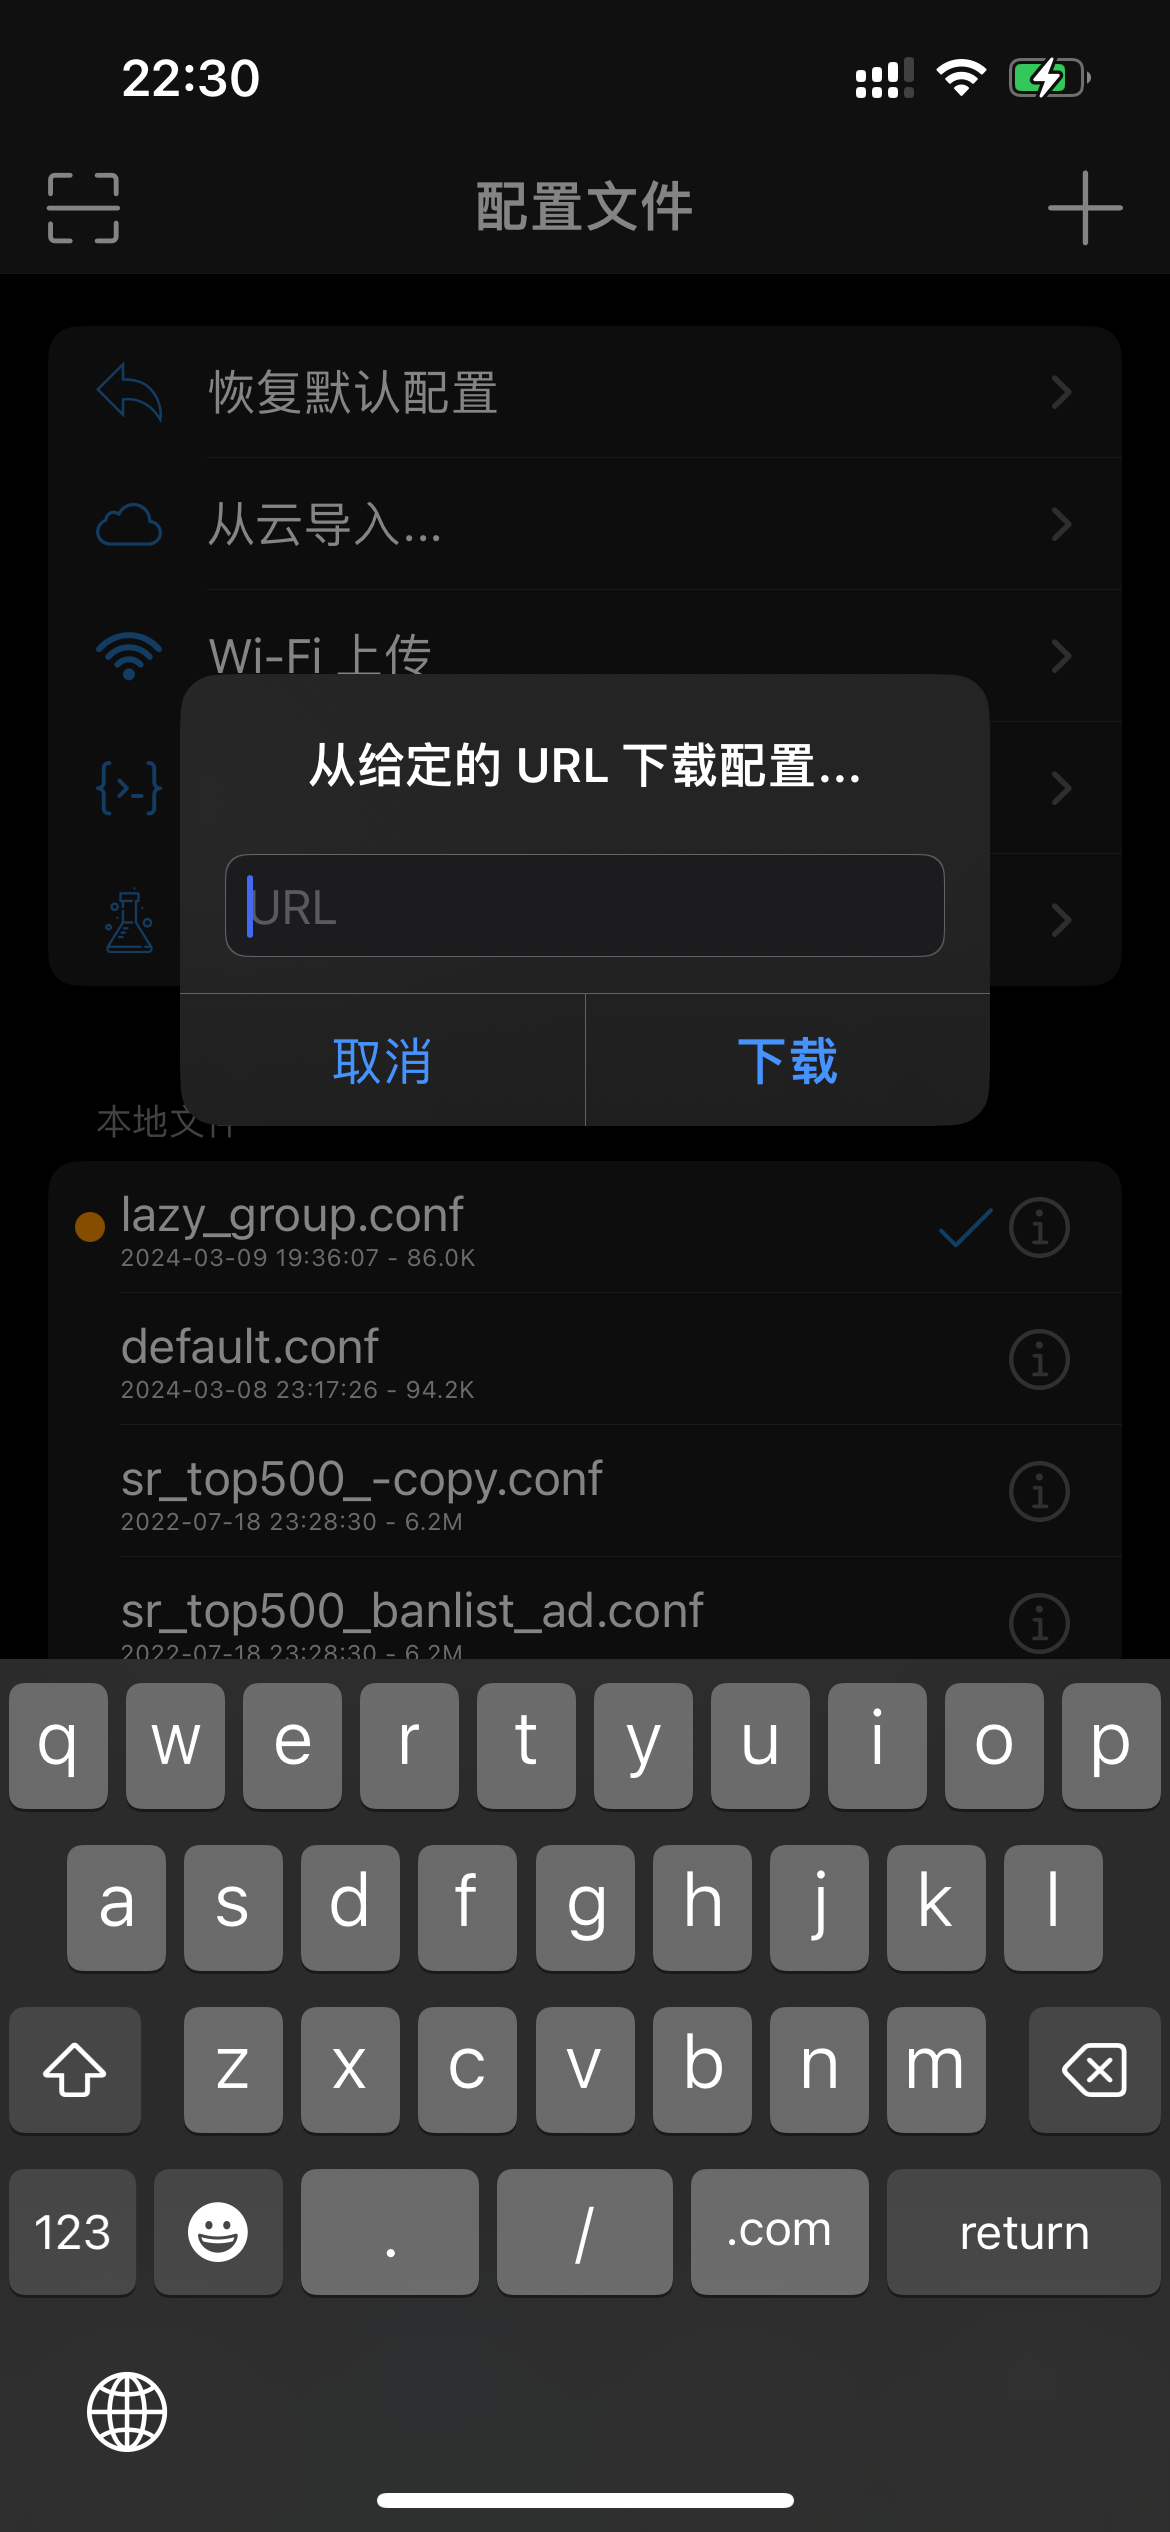 22:30
配置文件
恢复默认配置
从云导入...
Wi-Fi 上传
从给定的 URL 下载配置...
URL
取消
下载
本地文件
lazy_group.conf
2024-03-09 19:36:07 - 86.0K
default.conf
2024-03-08 23:17:26 - 94.2K
sr_top500_-copy.conf
2022-07-18 23:28:30 - 6.2M
sr_top500_banlist_ad.conf
2022-07-18 23:28:30 - 6.2M
q w e r t y u i o p
a s d f g h j k l
z x c v b n m
123 . / .com return